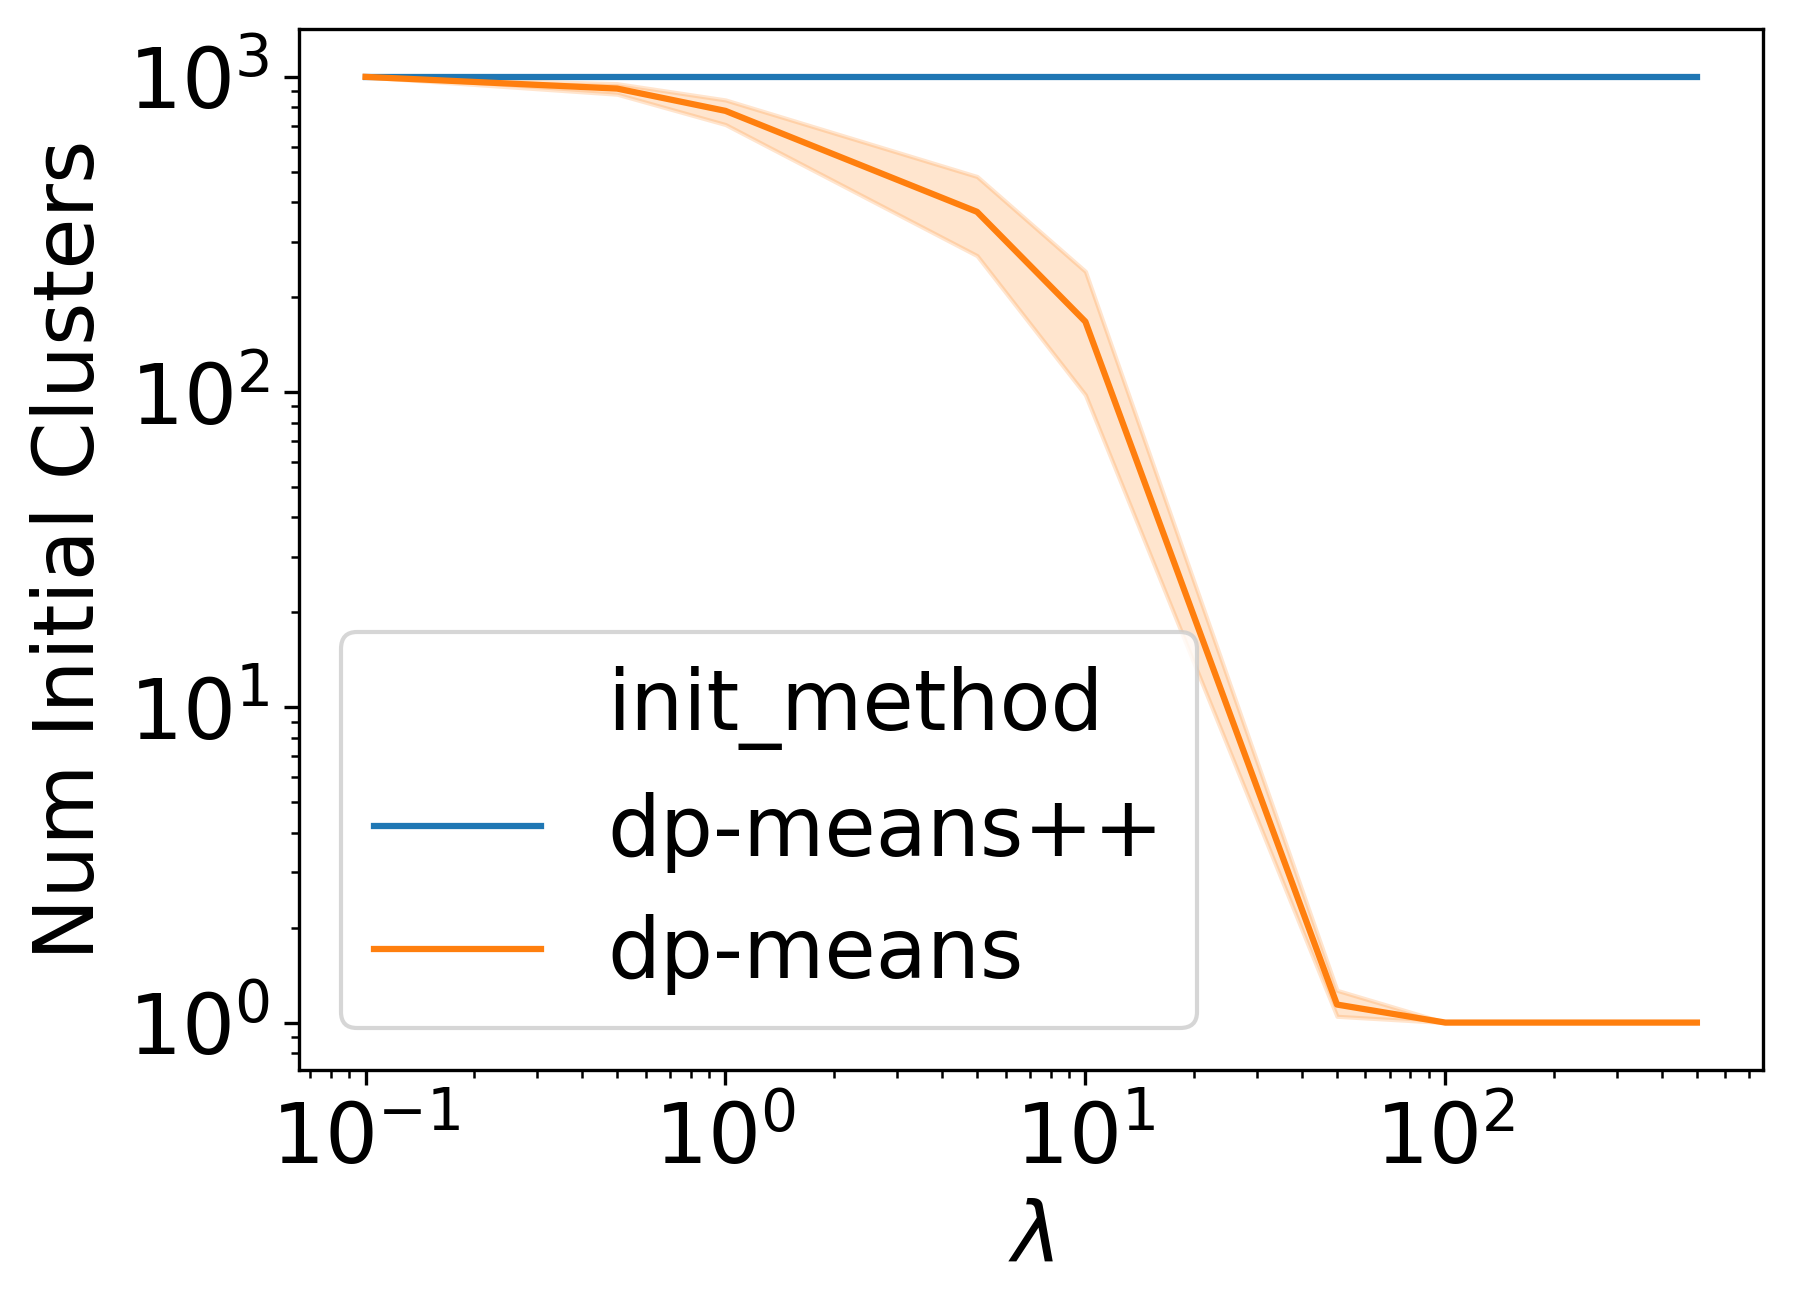 10³
10²
10¹
10⁰
Num Initial Clusters
init_method
dp-means++
dp-means
10⁻¹
10⁰
10¹
10²
λ